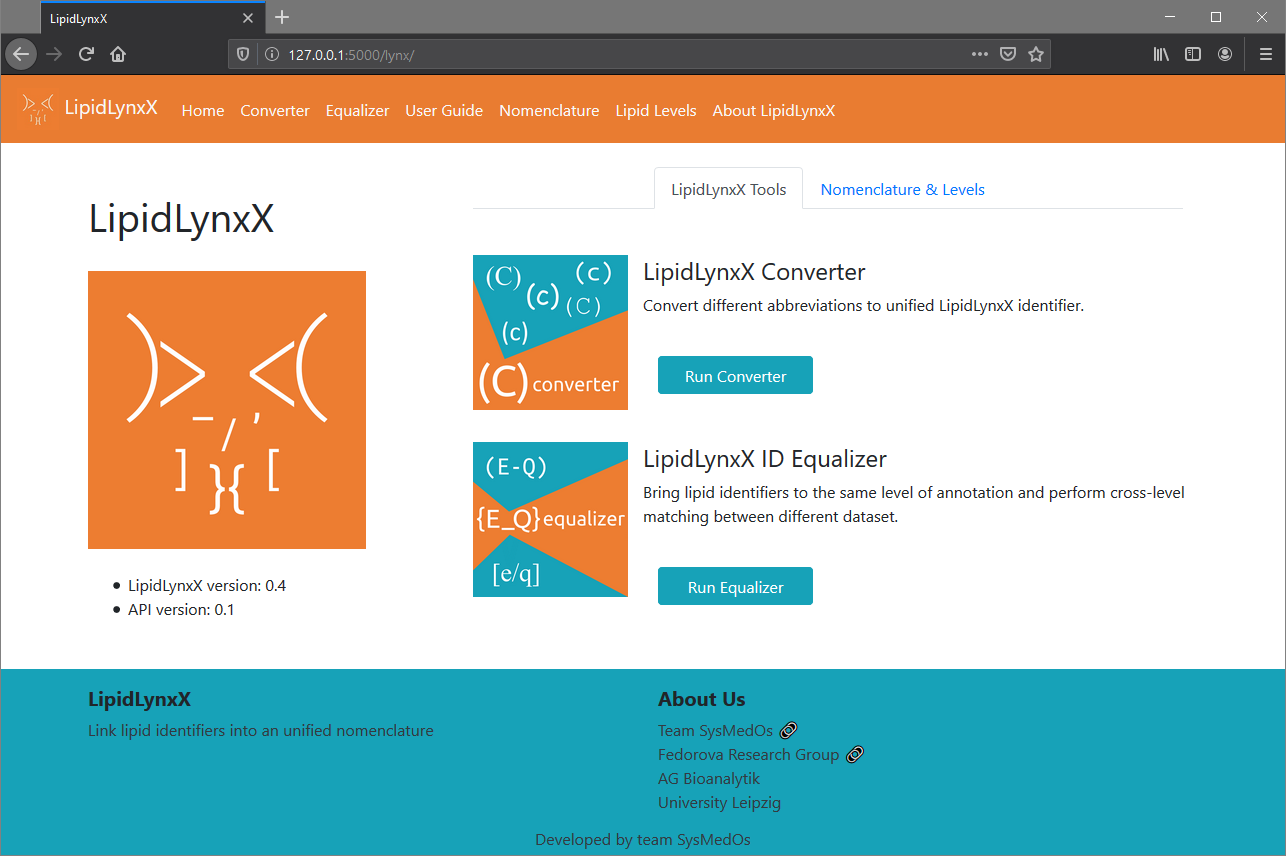 LipidLynxX
127.0.0.1:5000/lynx/
LipidLynxX Home Converter Equalizer User Guide Nomenclature Lipid Levels About LipidLynxX
LipidLynxX Tools Nomenclature & Levels
LipidLynxX
)> <(
_/,
] }{ [
LipidLynxX version: 0.4
API version: 0.1
(C) (c) (c) (C) (c)
(C)converter
LipidLynxX Converter
Convert different abbreviations to unified LipidLynxX identifier.
Run Converter
(E-Q)
{E_Q}equalizer
[e/q]
LipidLynxX ID Equalizer
Bring lipid identifiers to the same level of annotation and perform cross-level
matching between different dataset.
Run Equalizer
LipidLynxX
Link lipid identifiers into an unified nomenclature
About Us
Team SysMedOs
Fedorova Research Group
AG Bioanalytik
University Leipzig
Developed by team SysMedOs